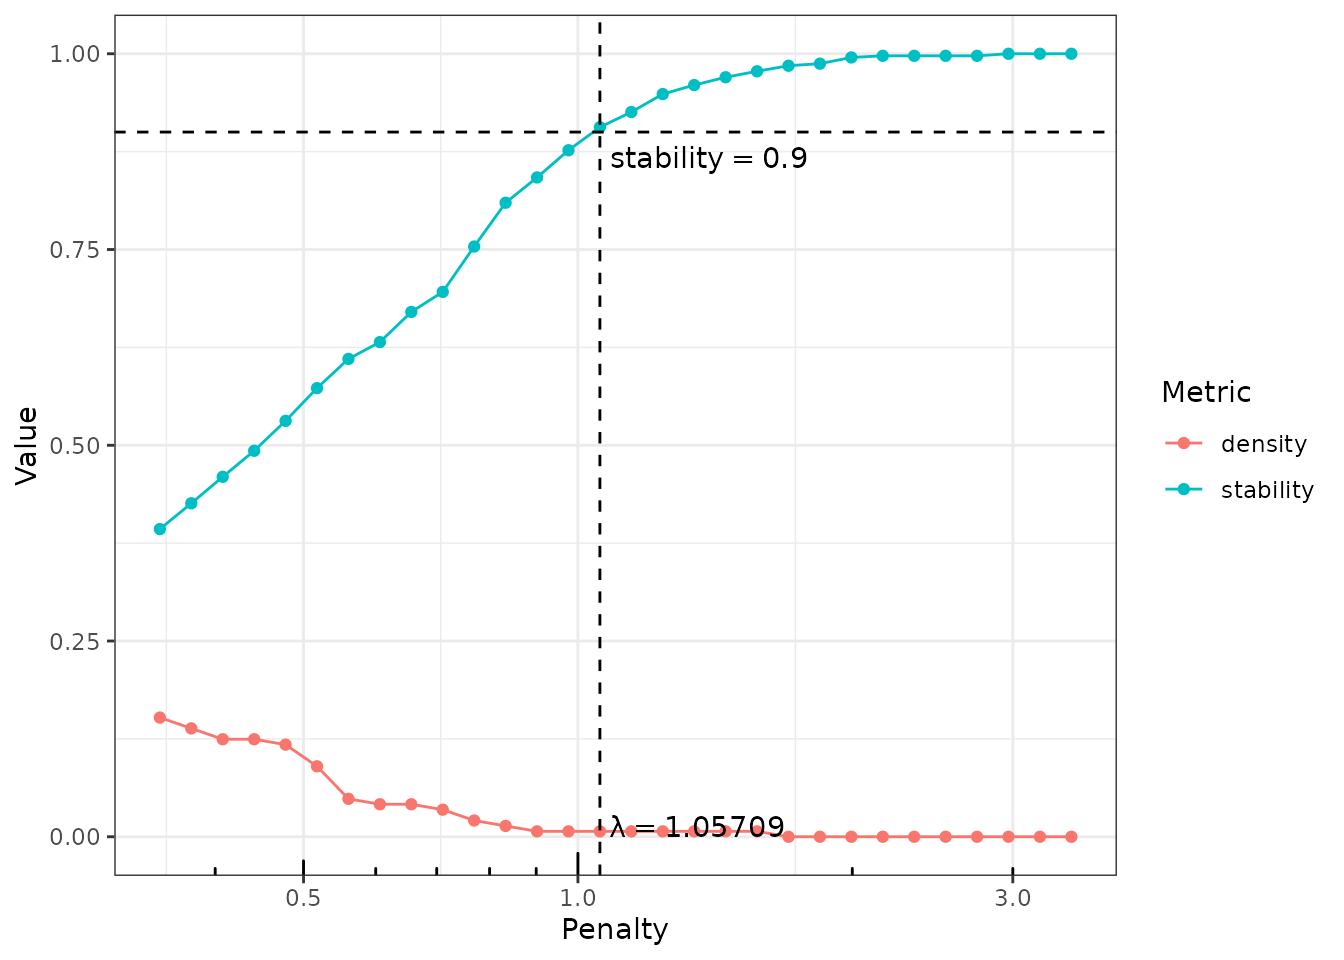 1.00
0.75
0.50
0.25
0.00
Value
stability = 0.9
λ = 1.05709
0.5
1.0
3.0
Penalty
Metric
density
stability